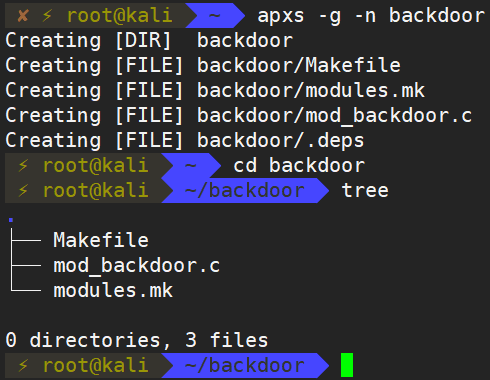 ✘ ⚡ root@kali ~ apxs -g -n backdoor
Creating [DIR]  backdoor
Creating [FILE] backdoor/Makefile
Creating [FILE] backdoor/modules.mk
Creating [FILE] backdoor/mod_backdoor.c
Creating [FILE] backdoor/.deps
⚡ root@kali ~ cd backdoor
⚡ root@kali ~/backdoor tree
.
├── Makefile
├── mod_backdoor.c
└── modules.mk
0 directories, 3 files
⚡ root@kali ~/backdoor